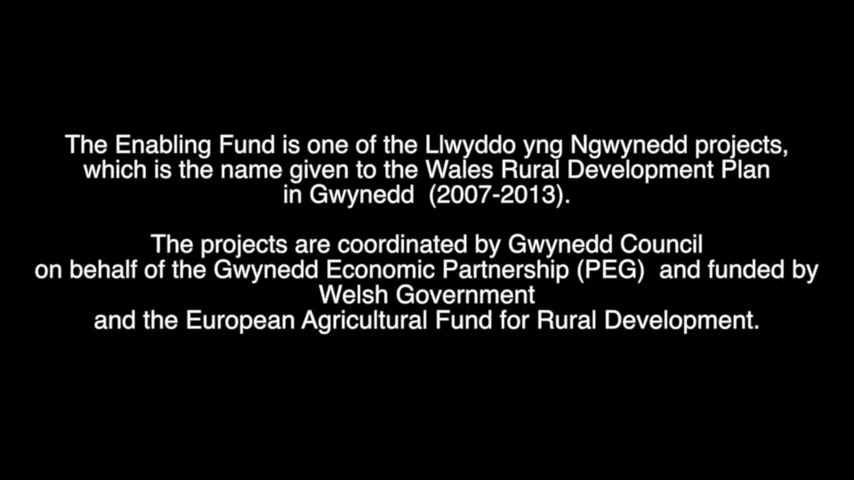 The Enabling Fund is one of the Llwyddo yng Ngwynedd projects,
which is the name given to the Wales Rural Development Plan
in Gwynedd (2007-2013).
The projects are coordinated by Gwynedd Council
on behalf of the Gwynedd Economic Partnership (PEG) and funded by
Welsh Government
and the European Agricultural Fund for Rural Development.